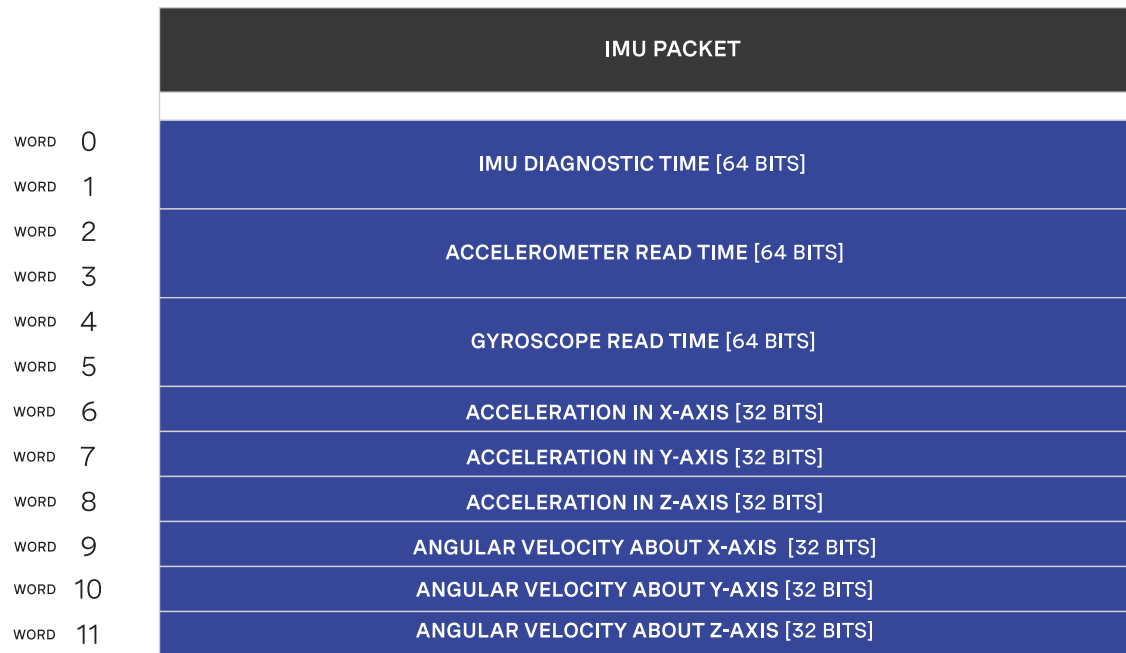 IMU PACKET
WORD 0
IMU DIAGNOSTIC TIME [64 BITS]
WORD 1
WORD 2
ACCELEROMETER READ TIME [64 BITS]
WORD 3
WORD 4
GYROSCOPE READ TIME [64 BITS]
WORD 5
WORD 6 ACCELERATION IN X-AXIS [32 BITS]
WORD 7 ACCELERATION IN Y-AXIS [32 BITS]
WORD 8 ACCELERATION IN Z-AXIS [32 BITS]
WORD 9 ANGULAR VELOCITY ABOUT X-AXIS [32 BITS]
WORD 10 ANGULAR VELOCITY ABOUT Y-AXIS [32 BITS]
WORD 11 ANGULAR VELOCITY ABOUT Z-AXIS [32 BITS]